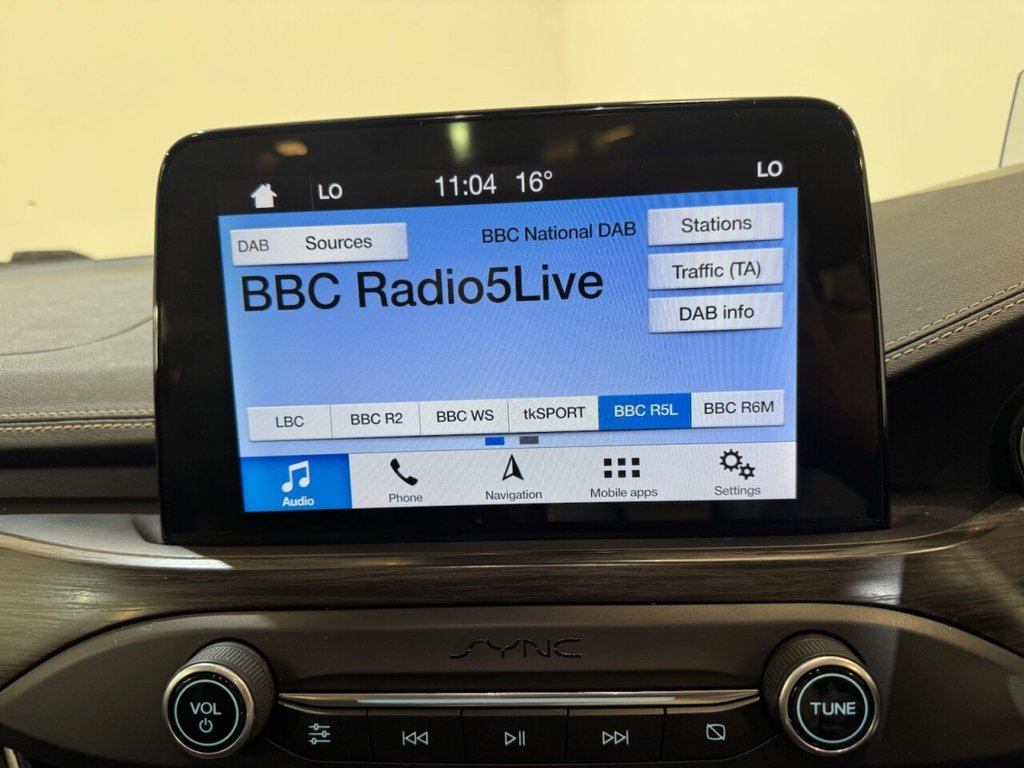 LO 11:04 16° LO
DAB Sources BBC National DAB Stations
BBC Radio5Live Traffic (TA)
DAB info
LBC BBC R2 BBC WS tkSPORT BBC R5L BBC R6M
Audio Phone Navigation Mobile apps Settings
SYNC
VOL TUNE